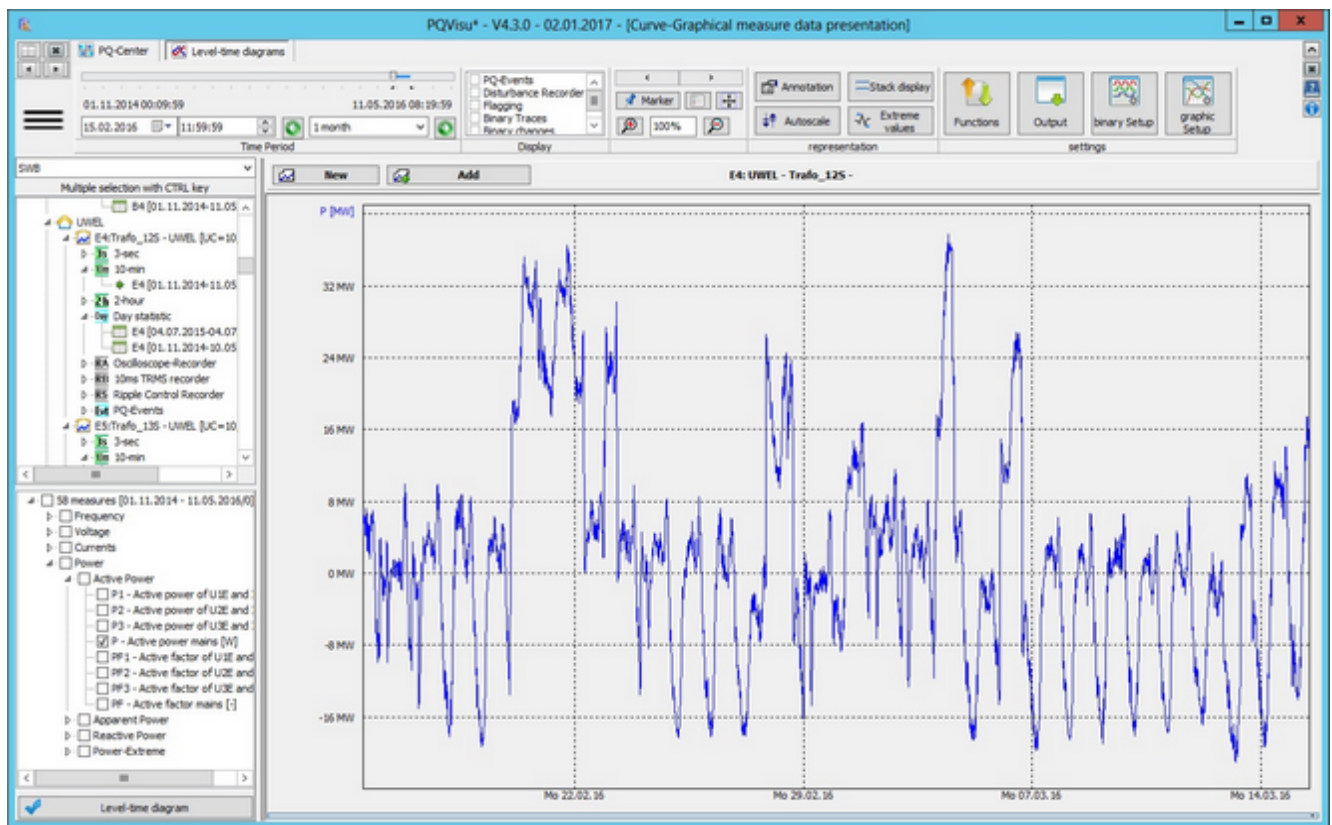 PQVisu* - V4.3.0 - 02.01.2017 - [Curve-Graphical measure data presentation]
PQ-Center
Level-time diagrams
01.11.2014 00:09:59
11.05.2016 08:19:59
15.02.2016
11:59:59
1 month
Time Period
PQ-Events
Disturbance Recorder
Flagging
Binary Traces
Binary changes
Display
Marker
100%
Annotation
Stack display
Autoscale
Extreme values
representation
Functions
Output
binary Setup
graphic Setup
settings
SWB
Multiple selection with CTRL key
B4 [01.11.2014-11.05
UWEL
E4:Trafo_12S - UWEL [UC=10,
3s 3-sec
10m 10-min
E4 [01.11.2014-11.05
2h 2-hour
Day Day statistic
E4 [04.07.2015-04.07
E4 [01.11.2014-10.05
RA Oscilloscope-Recorder
10ms TRMS recorder
RS Ripple Control Recorder
Evt PQ-Events
E5:Trafo_13S - UWEL [UC=10,
3s 3-sec
10m 10-min
58 measures [01.11.2014 - 11.05.2016/0]
Frequency
Voltage
Currents
Power
Active Power
P1 - Active power of U1E and
P2 - Active power of U2E and
P3 - Active power of U3E and
P - Active power mains [W]
PF1 - Active factor of U1E and
PF2 - Active factor of U2E and
PF3 - Active factor of U3E and
PF - Active factor mains [-]
Apparent Power
Reactive Power
Power-Extreme
Level-time diagram
New
Add
E4: UWEL - Trafo_12S -
P [MW]
32 MW
24 MW
16 MW
8 MW
0 MW
-8 MW
-16 MW
Mo 22.02.16
Mo 29.02.16
Mo 07.03.16
Mo 14.03.16